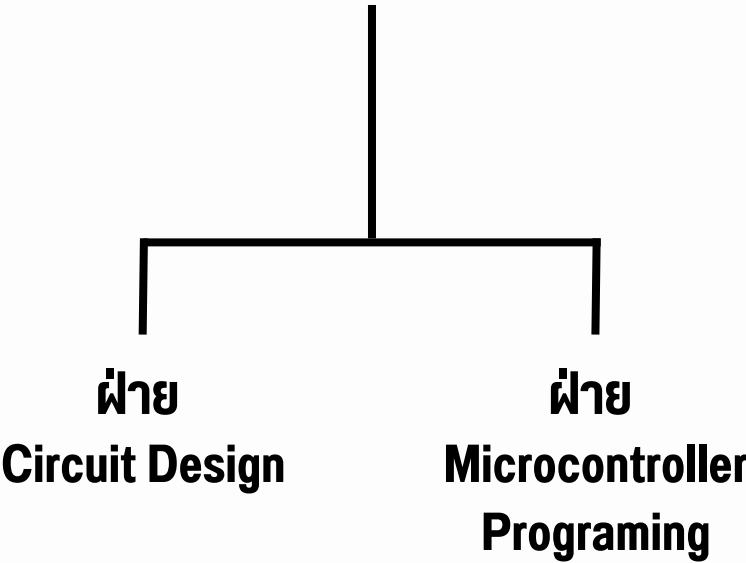 ฝ่าย
Circuit Design
ฝ่าย
Microcontroller
Programing